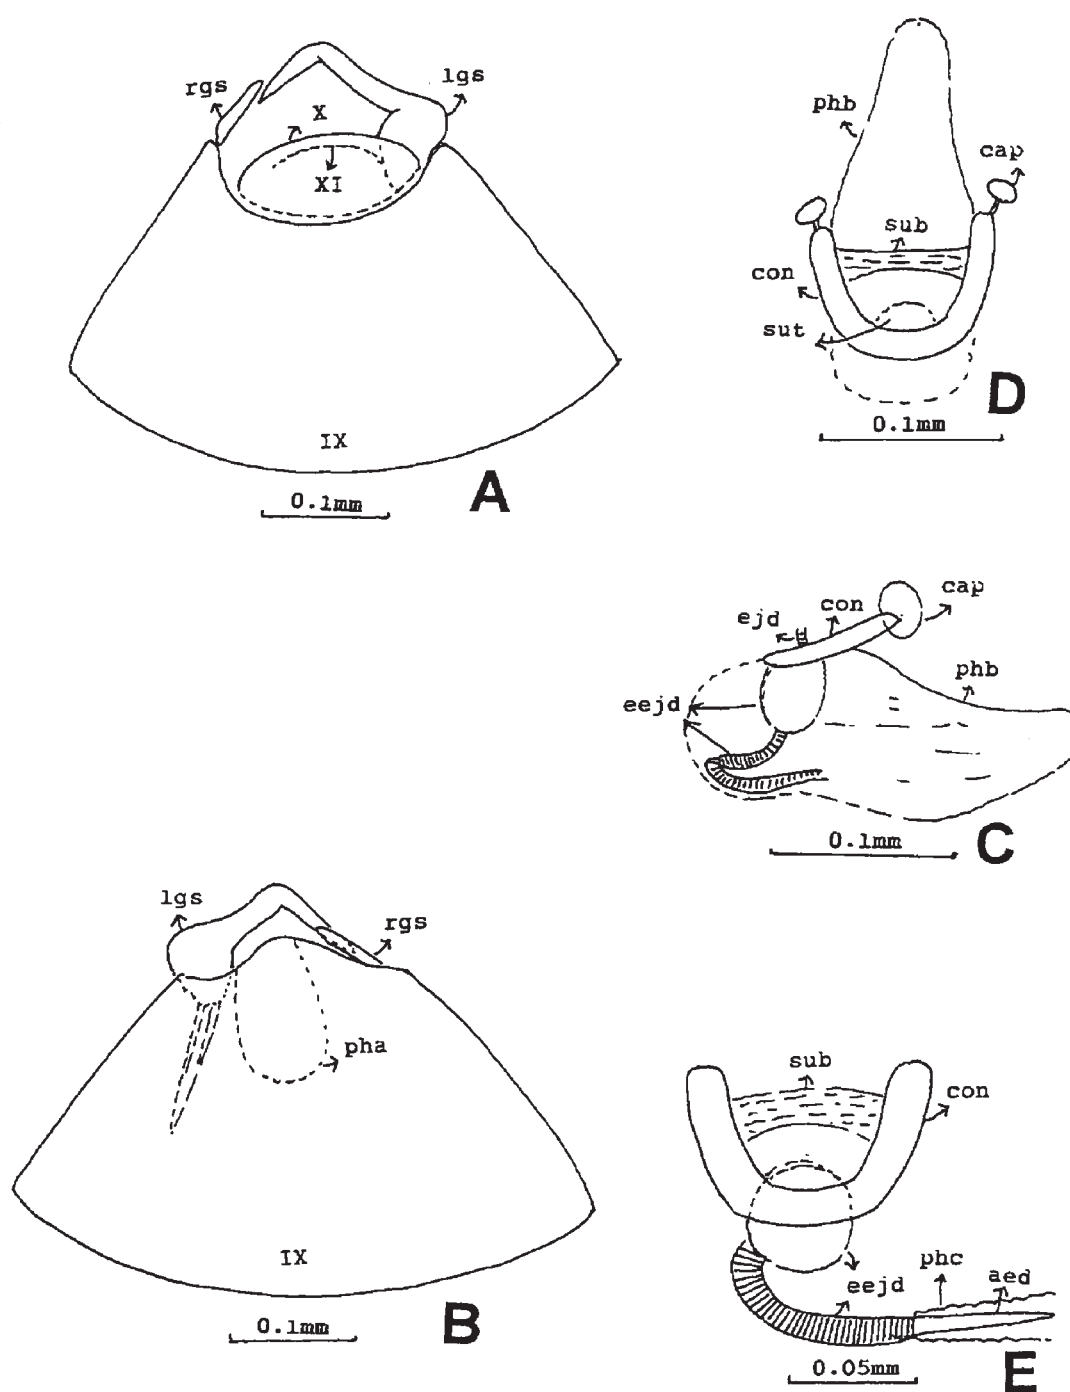 rgs
lgs
X
XI
IX
0.1mm
A
phb
cap
sub
con
sut
D
0.1mm
ejd
con
cap
phb
eejd
0.1mm
C
lgs
rgs
pha
IX
0.1mm
B
sub
con
phc
aed
eejd
0.05mm
E